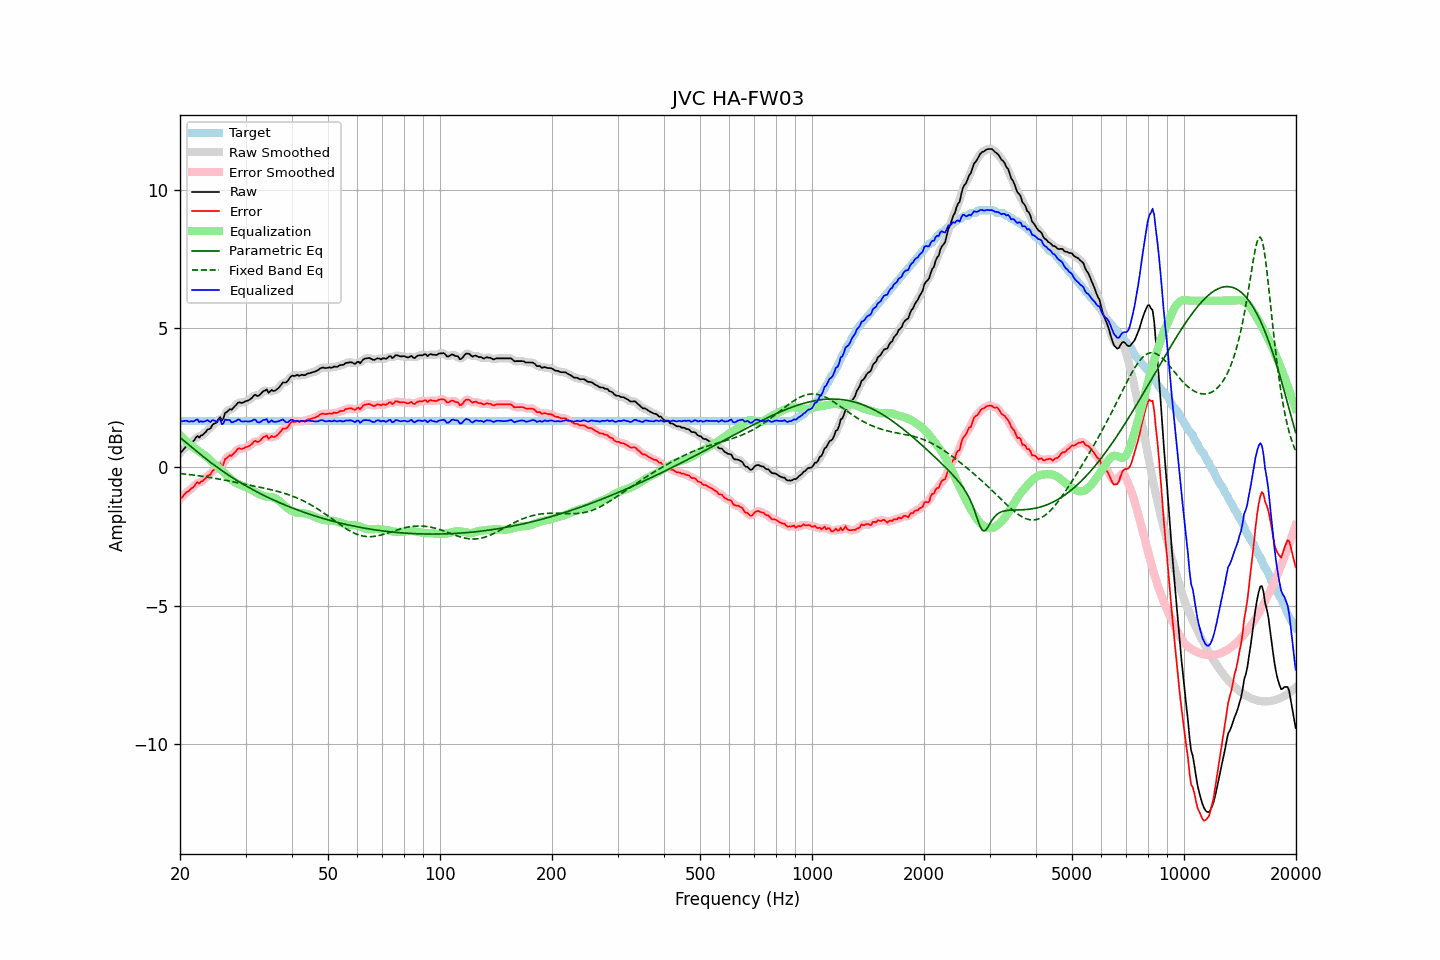 JVC HA-FW03
Target
Raw Smoothed
Error Smoothed
Raw
Error
Equalization
Parametric Eq
Fixed Band Eq
Equalized
Amplitude (dBr)
10
5
0
−5
−10
20 50 100 200 500 1000 2000 5000 10000 20000
Frequency (Hz)